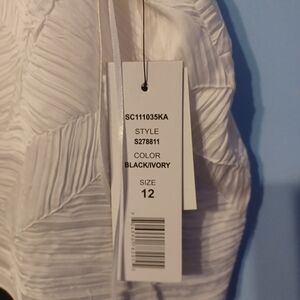 SC111035KA
STYLE
S278811
COLOR
BLACK/IVORY
SIZE
12